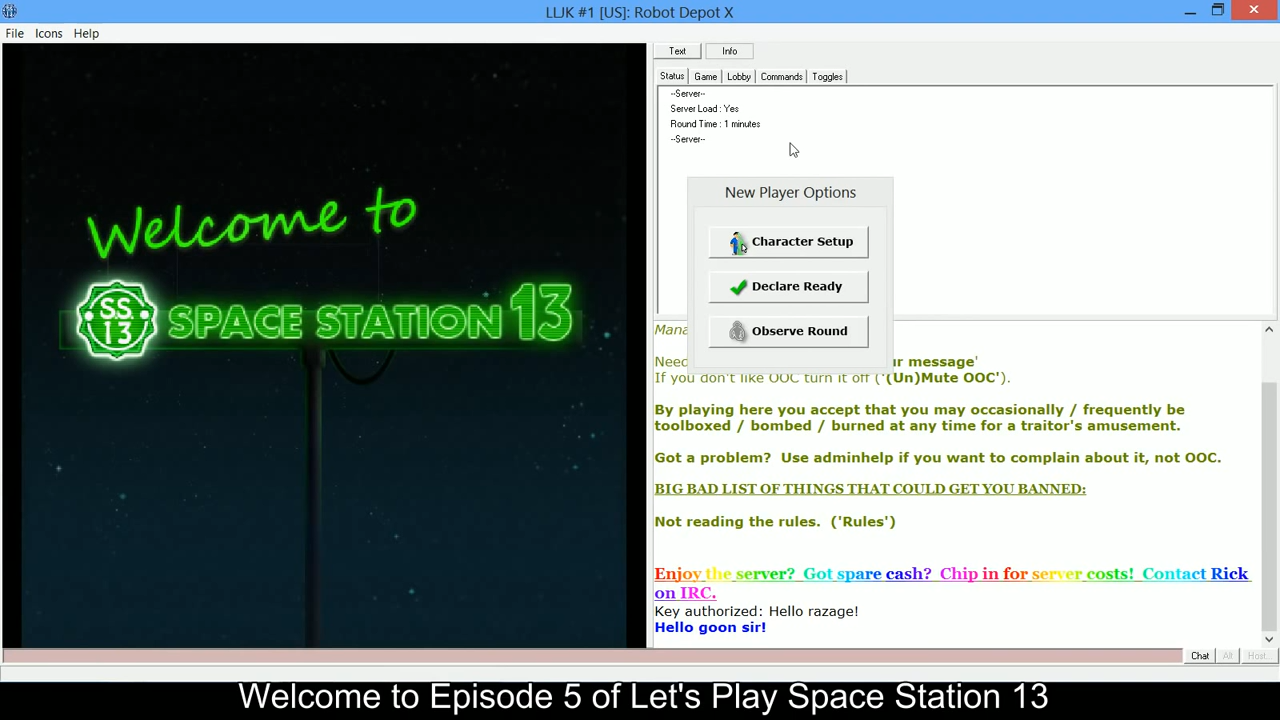 LLJK #1 [US]: Robot Depot X
File Icons Help
Text Info
Status Game Lobby Commands Toggles
--Server--
Server Load : Yes
Round Time : 1 minutes
--Server--
New Player Options
Character Setup
Declare Ready
Observe Round
Welcome to
SS
13
SPACE STATION 13
Mana
Need
ur message'
If you don't like OOC turn it off ('(Un)Mute OOC').
By playing here you accept that you may occasionally / frequently be
toolboxed / bombed / burned at any time for a traitor's amusement.
Got a problem? Use adminhelp if you want to complain about it, not OOC.
BIG BAD LIST OF THINGS THAT COULD GET YOU BANNED:
Not reading the rules. ('Rules')
Enjoy the server? Got spare cash? Chip in for server costs! Contact Rick
on IRC.
Key authorized: Hello razage!
Hello goon sir!
Chat Alt Host...
Welcome to Episode 5 of Let's Play Space Station 13